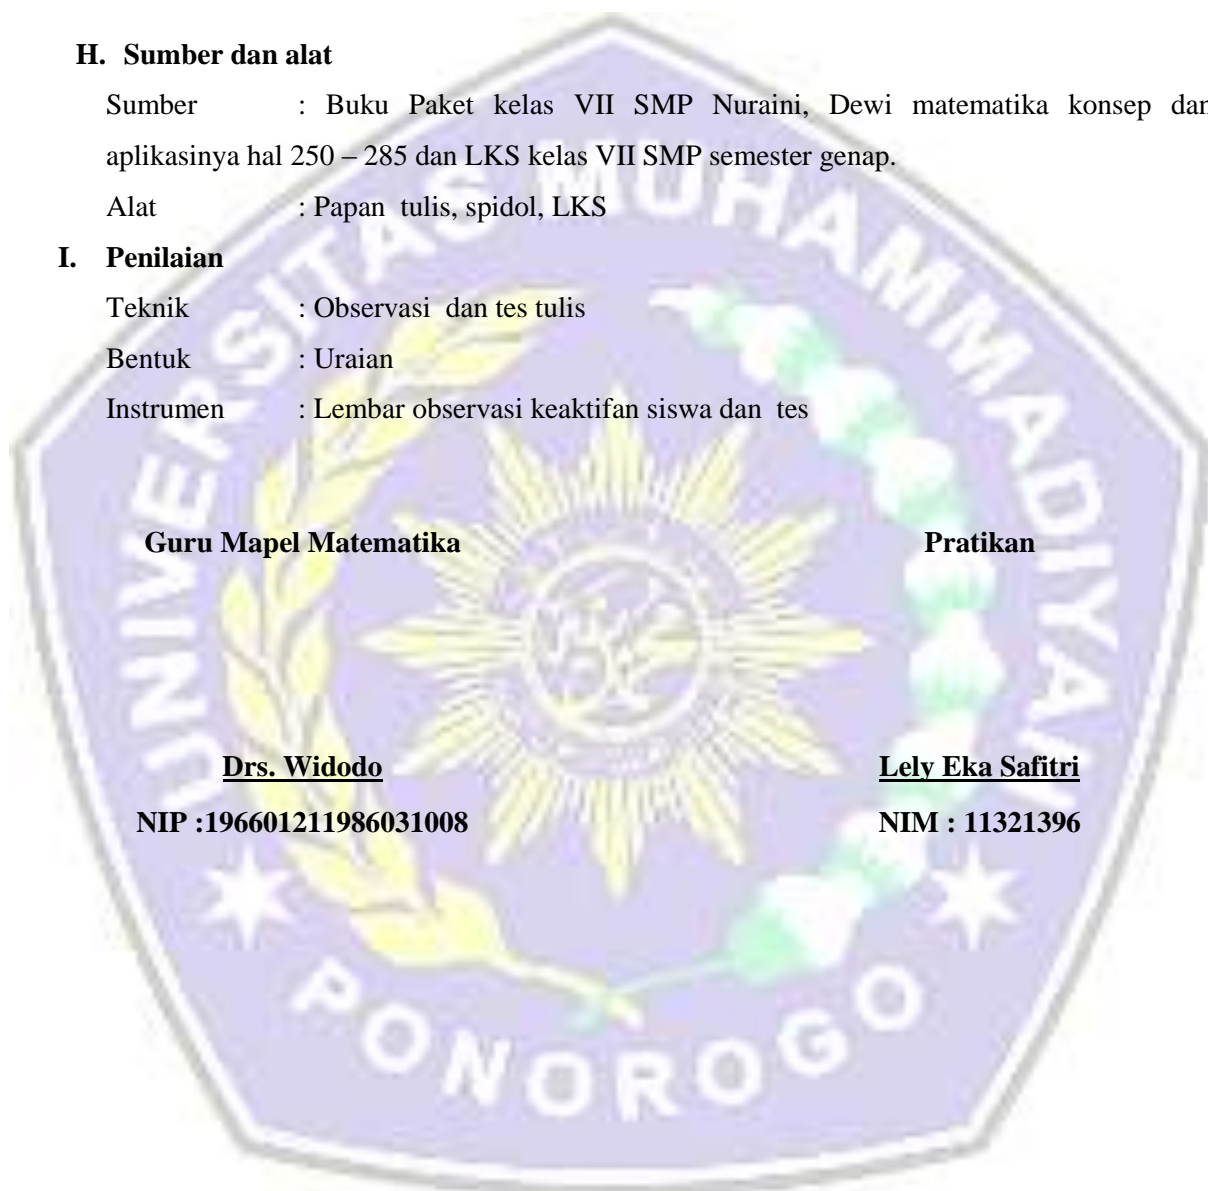 H. Sumber dan alat
Sumber : Buku Paket kelas VII SMP Nuraini, Dewi matematika konsep dan
aplikasinya hal 250 – 285 dan LKS kelas VII SMP semester genap.
Alat : Papan tulis, spidol, LKS
I. Penilaian
Teknik : Observasi dan tes tulis
Bentuk : Uraian
Instrumen : Lembar observasi keaktifan siswa dan tes
Guru Mapel Matematika Pratikan
Drs. Widodo Lely Eka Safitri
NIP :196601211986031008 NIM : 11321396
UNIVERSITAS MUHAMMADIYAH
PONOROGO